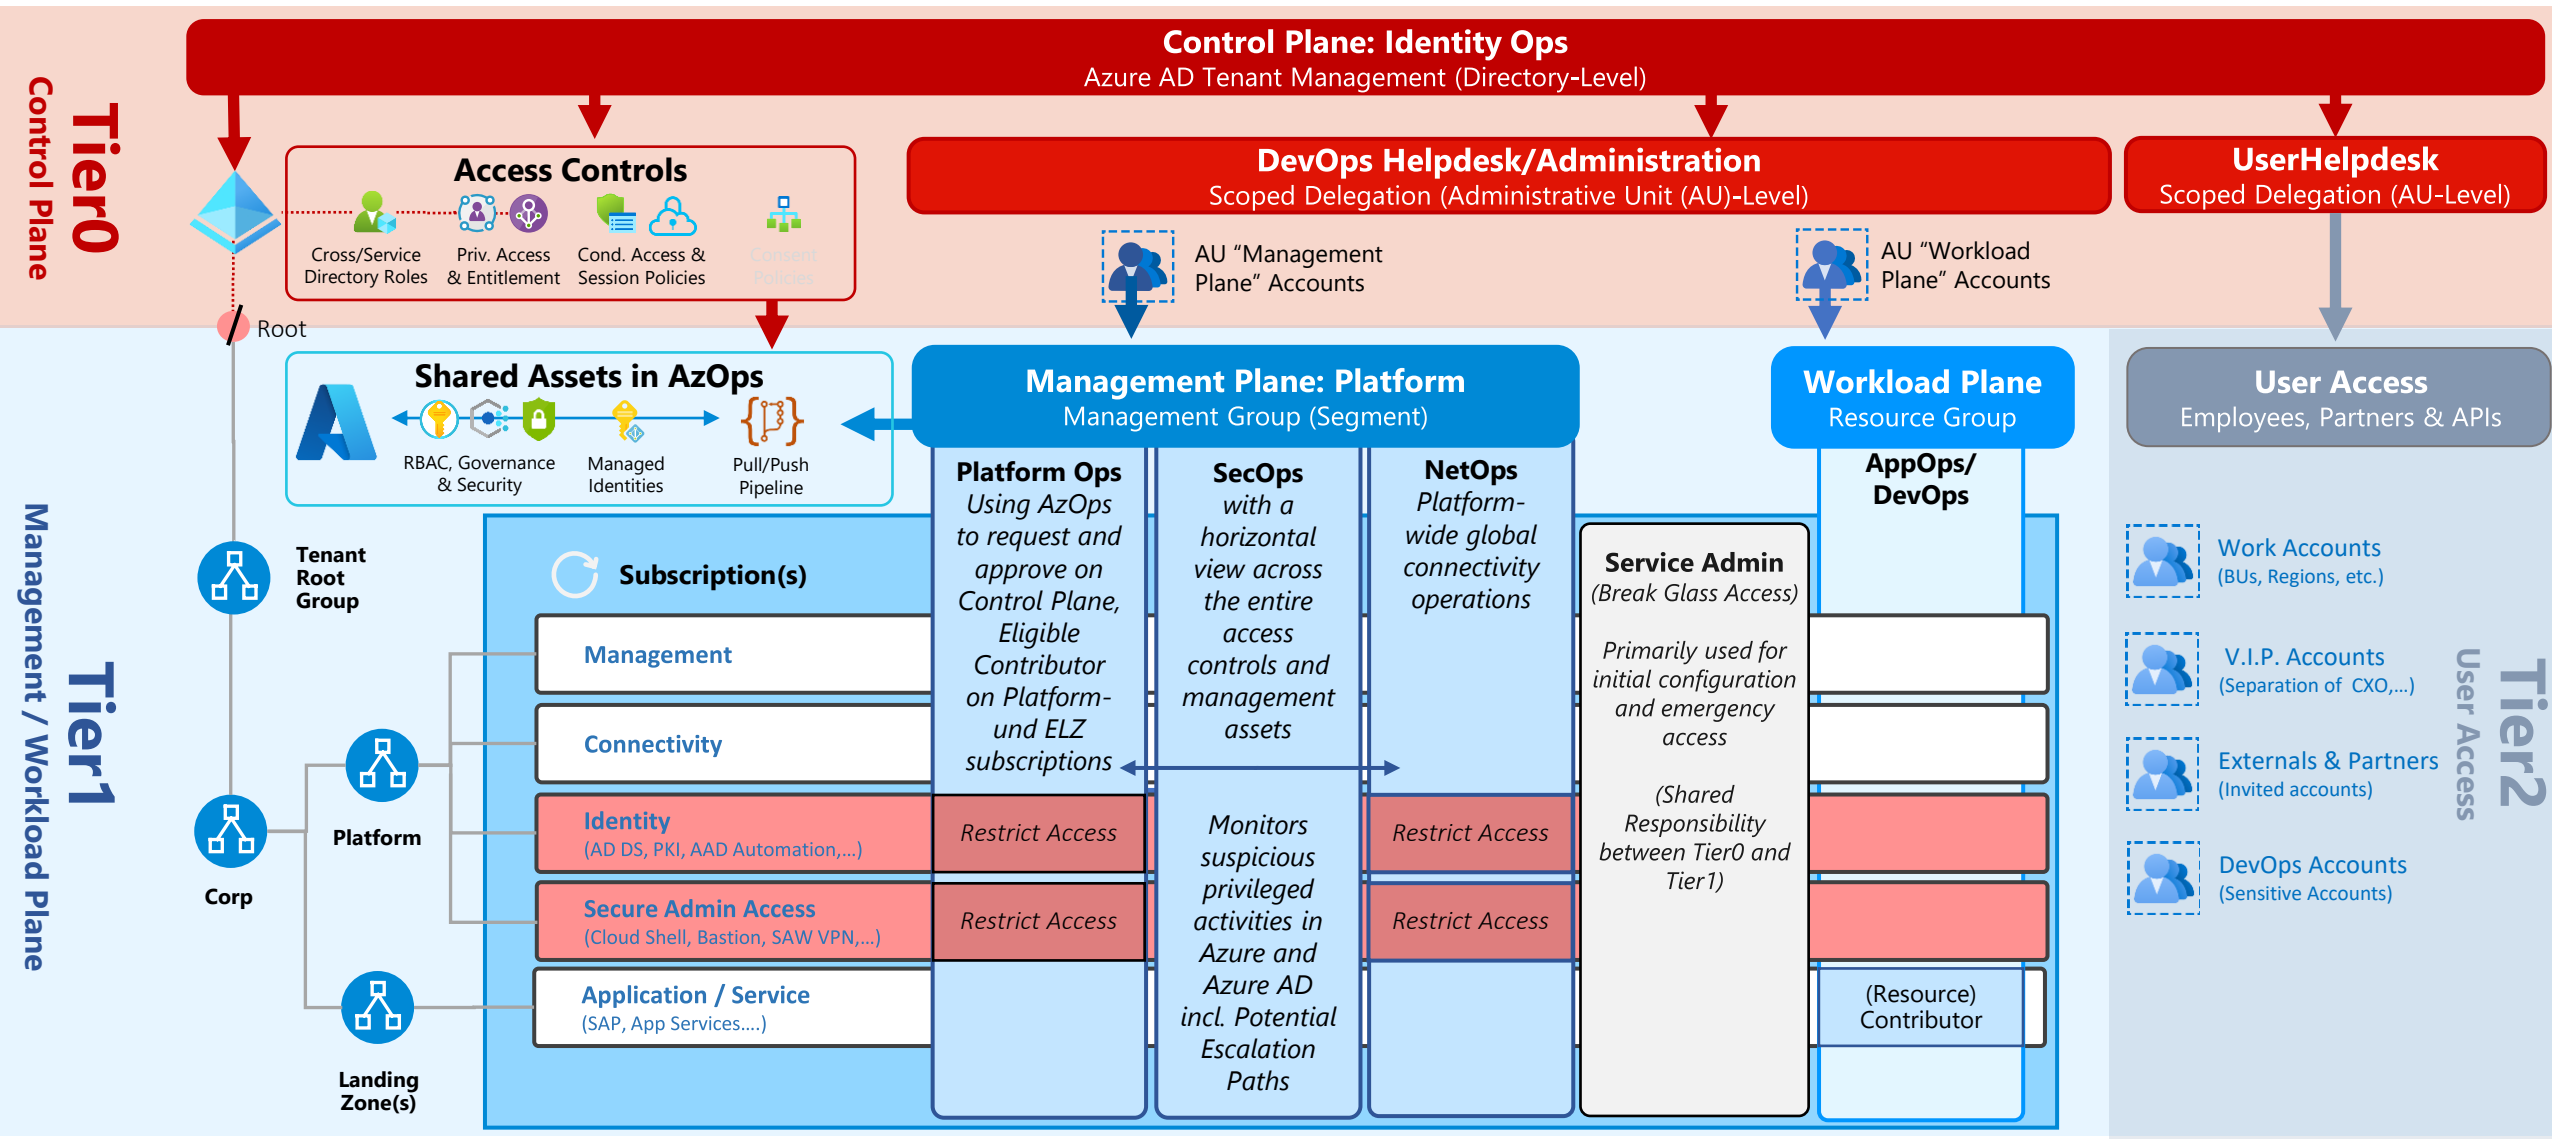 Control Plane: Identity Ops
Azure AD Tenant Management (Directory-Level)
Tier0
Control Plane
Access Controls
Cross/Service
Directory Roles
Priv. Access
& Entitlement
Cond. Access &
Session Policies
Consent
Policies
DevOps Helpdesk/Administration
Scoped Delegation (Administrative Unit (AU)-Level)
UserHelpdesk
Scoped Delegation (AU-Level)
AU “Management
Plane” Accounts
AU “Workload
Plane” Accounts
Root
Shared Assets in AzOps
RBAC, Governance
& Security
Managed
Identities
Pull/Push
Pipeline
Management Plane: Platform
Management Group (Segment)
Workload Plane
Resource Group
User Access
Employees, Partners & APIs
Tier1
Management / Workload Plane
Tenant
Root
Group
Corp
Platform
Landing
Zone(s)
Subscription(s)
Management
Connectivity
Identity
(AD DS, PKI, AAD Automation,...)
Secure Admin Access
(Cloud Shell, Bastion, SAW VPN,...)
Application / Service
(SAP, App Services....)
Platform Ops
Using AzOps
to request and
approve on
Control Plane,
Eligible
Contributor
on Platform-
und ELZ
subscriptions
Restrict Access
Restrict Access
SecOps
with a
horizontal
view across
the entire
access
controls and
management
assets
Monitors
suspicious
privileged
activities in
Azure and
Azure AD
incl. Potential
Escalation
Paths
NetOps
Platform-
wide global
connectivity
operations
Restrict Access
Restrict Access
Service Admin
(Break Glass Access)
Primarily used for
initial configuration
and emergency
access
(Shared
Responsibility
between Tier0 and
Tier1)
AppOps/
DevOps
(Resource)
Contributor
Work Accounts
(BUs, Regions, etc.)
V.I.P. Accounts
(Separation of CXO,...)
Externals & Partners
(Invited accounts)
DevOps Accounts
(Sensitive Accounts)
Tier2
User Access